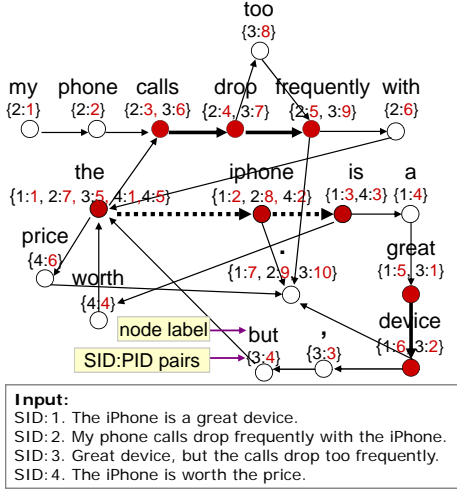 too
{3:8}
my phone calls drop frequently with
{2:1} {2:2} {2:3, 3:6} {2:4, 3:7} {2:5, 3:9} {2:6}
the iphone is a
{1:1, 2:7, 3:5, 4:1,4:5} {1:2, 2:8, 4:2} {1:3,4:3} {1:4}
price . great
{4:6} {1:7, 2:9, 3:10} {1:5, 3:1}
worth
{4:4}
node label but , device
SID:PID pairs {3:4} {3:3} {1:6, 3:2}
Input:
SID: 1. The iPhone is a great device.
SID: 2. My phone calls drop frequently with the iPhone.
SID: 3. Great device, but the calls drop too frequently.
SID: 4. The iPhone is worth the price.